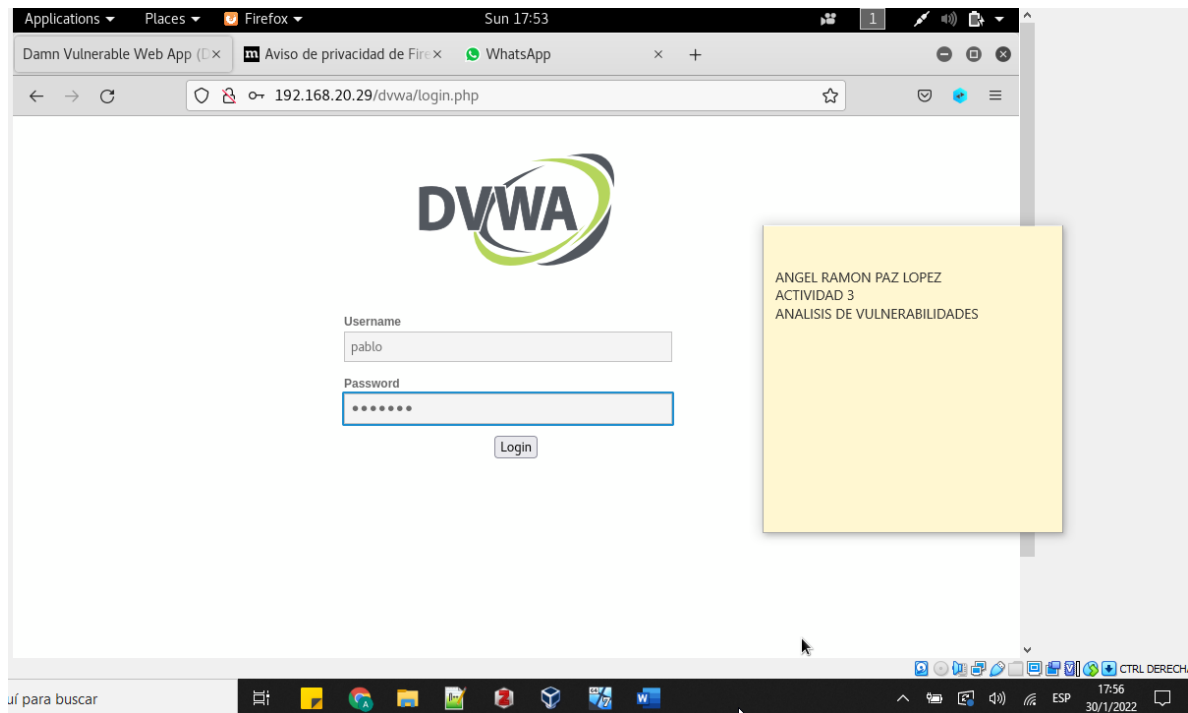 Applications Places Firefox Sun 17:53 1
Damn Vulnerable Web App (D × Aviso de privacidad de Fire × WhatsApp × +
192.168.20.29/dvwa/login.php
DVWA
Username
pablo
Password
•••••••
Login
ANGEL RAMON PAZ LOPEZ
ACTIVIDAD 3
ANALISIS DE VULNERABILIDADES
CTRL DERECHA
uí para buscar
ESP
17:56
30/1/2022